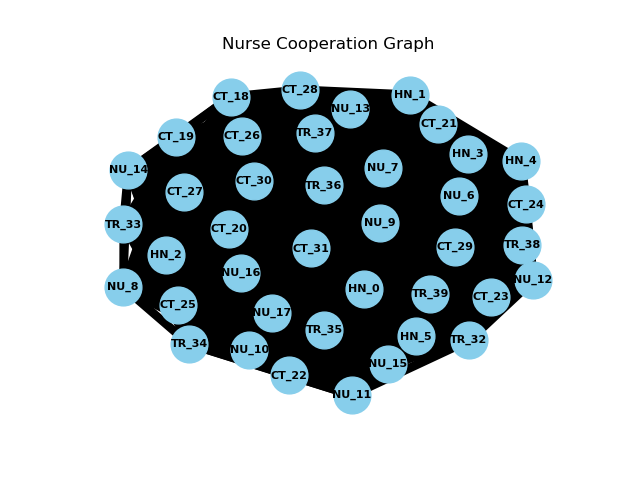 Nurse Cooperation Graph
CT_28
HN_1
CT_18
NU_13
CT_21
TR_37
CT_26
CT_19
HN_3
HN_4
NU_7
NU_14
CT_30
TR_36
CT_27
NU_6
CT_24
NU_9
TR_33
CT_20
TR_38
CT_29
CT_31
HN_2
NU_16
NU_12
NU_8
HN_0
TR_39
CT_23
CT_25
NU_17
TR_35
HN_5
TR_32
TR_34
NU_10
NU_15
CT_22
NU_11